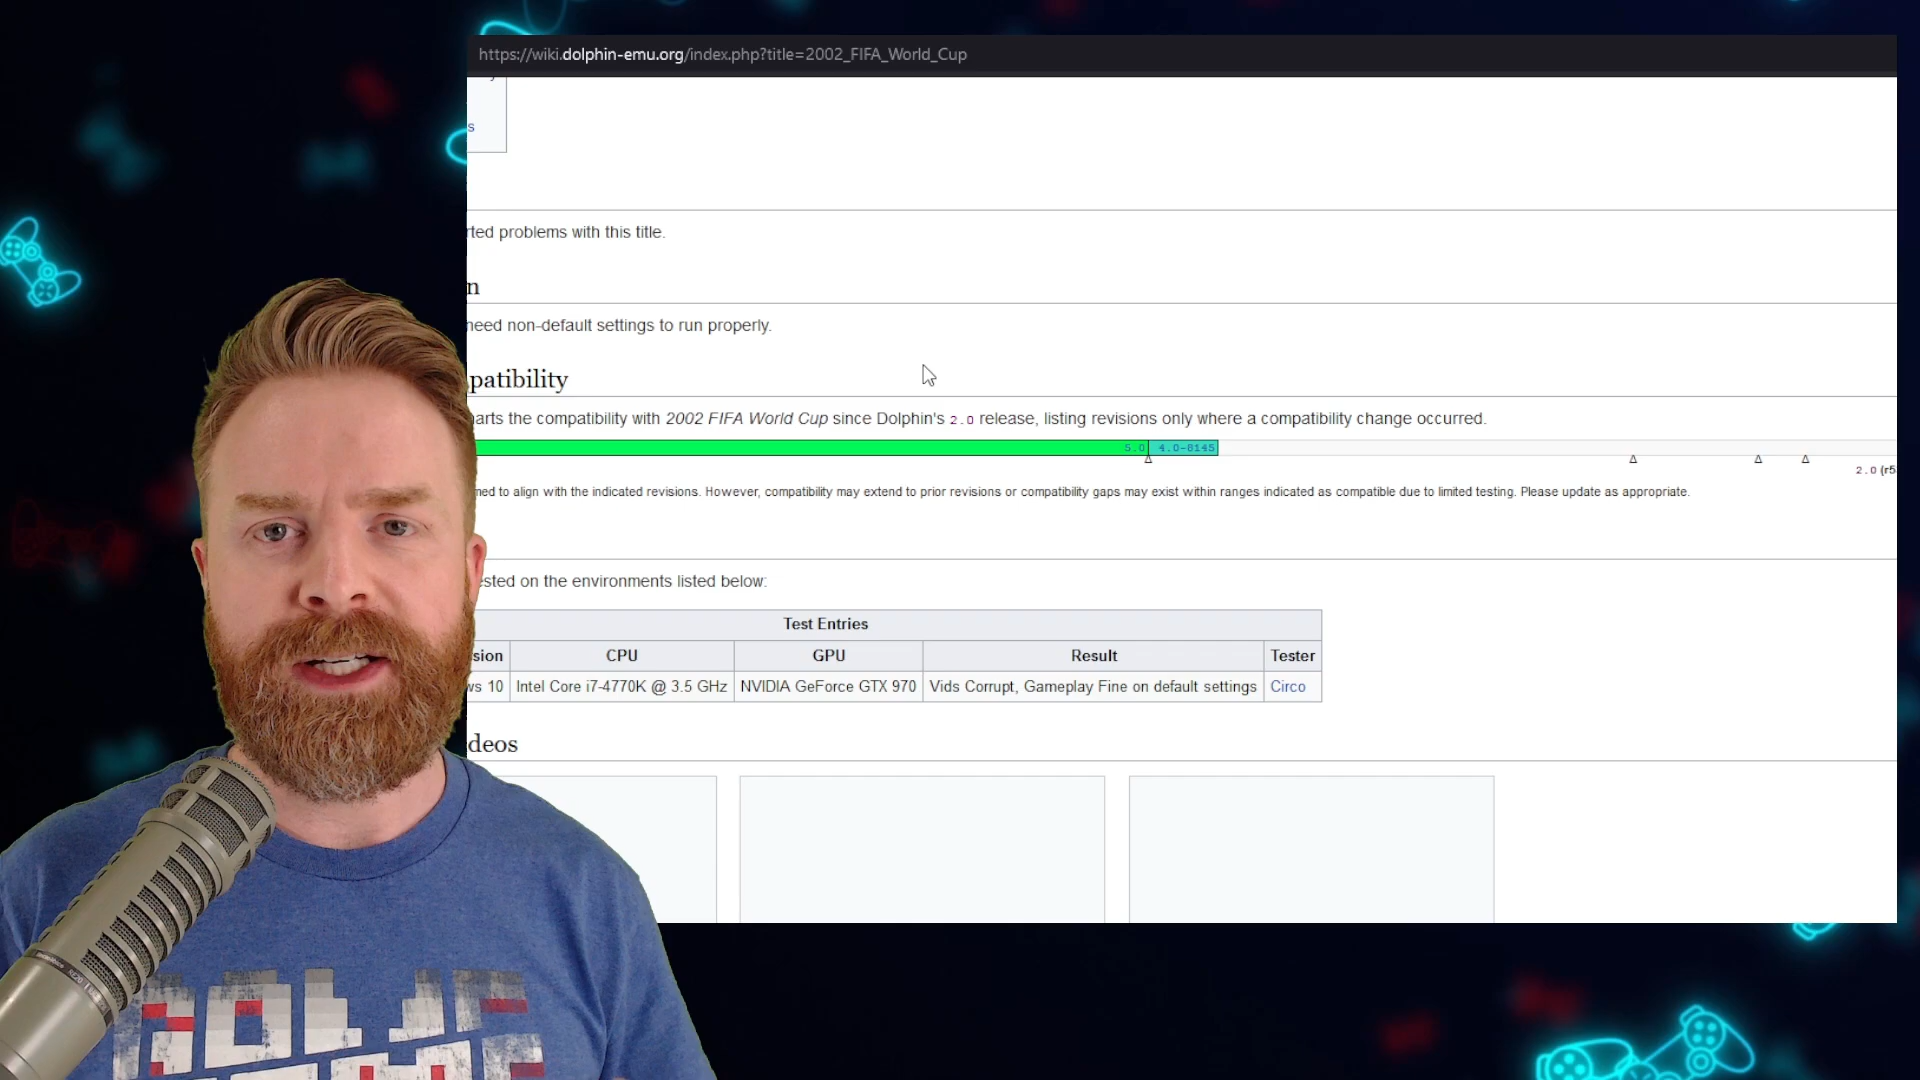 https://wiki.dolphin-emu.org/index.php?title=2002_FIFA_World_Cup
s
rted problems with this title.
n
need non-default settings to run properly.
patibility
arts the compatibility with 2002 FIFA World Cup since Dolphin's 2.0 release, listing revisions only where a compatibility change occurred.
5.0 4.0-8145
2.0 (r5
med to align with the indicated revisions. However, compatibility may extend to prior revisions or compatibility gaps may exist within ranges indicated as compatible due to limited testing. Please update as appropriate.
ested on the environments listed below:
Test Entries
sion CPU GPU Result Tester
ws 10 Intel Core i7-4770K @ 3.5 GHz NVIDIA GeForce GTX 970 Vids Corrupt, Gameplay Fine on default settings Circo
deos